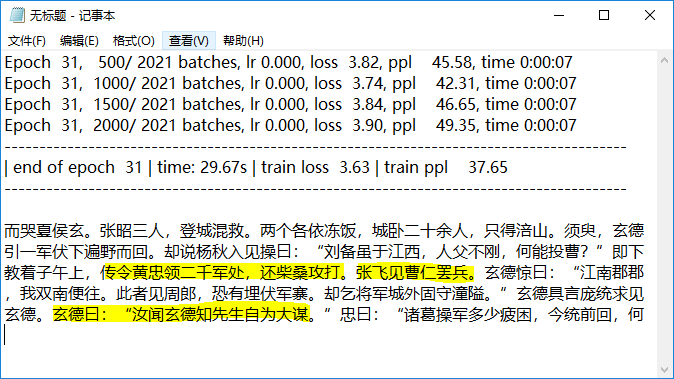 无标题 - 记事本
文件(F) 编辑(E) 格式(O) 查看(V) 帮助(H)
Epoch 31, 500/ 2021 batches, lr 0.000, loss 3.82, ppl 45.58, time 0:00:07
Epoch 31, 1000/ 2021 batches, lr 0.000, loss 3.74, ppl 42.31, time 0:00:07
Epoch 31, 1500/ 2021 batches, lr 0.000, loss 3.84, ppl 46.65, time 0:00:07
Epoch 31, 2000/ 2021 batches, lr 0.000, loss 3.90, ppl 49.35, time 0:00:07
-----------------------------------------------------------------------------------------
| end of epoch 31 | time: 29.67s | train loss 3.63 | train ppl 37.65
-----------------------------------------------------------------------------------------
而哭夏侯玄。张昭三人，登城混救。两个各依冻饭，城卧二十余人，只得涪山。须臾，玄德
引一军伏下遍野而回。却说杨秋入见操曰：“刘备虽于江西，人父不刚，何能投曹？”即下
教着子午上，传令黄忠领二千军处，还柴桑攻打。张飞见曹仁罢兵。玄德惊曰：“江南郡郡
，我双南便往。此者见周郎，恐有埋伏军寨。却乞将军城外固守潼隘。”玄德具言庞统求见
玄德。玄德曰：“汝闻玄德知先生自为大谋。”忠曰：“诸葛操军多少疲困，今统前回，何